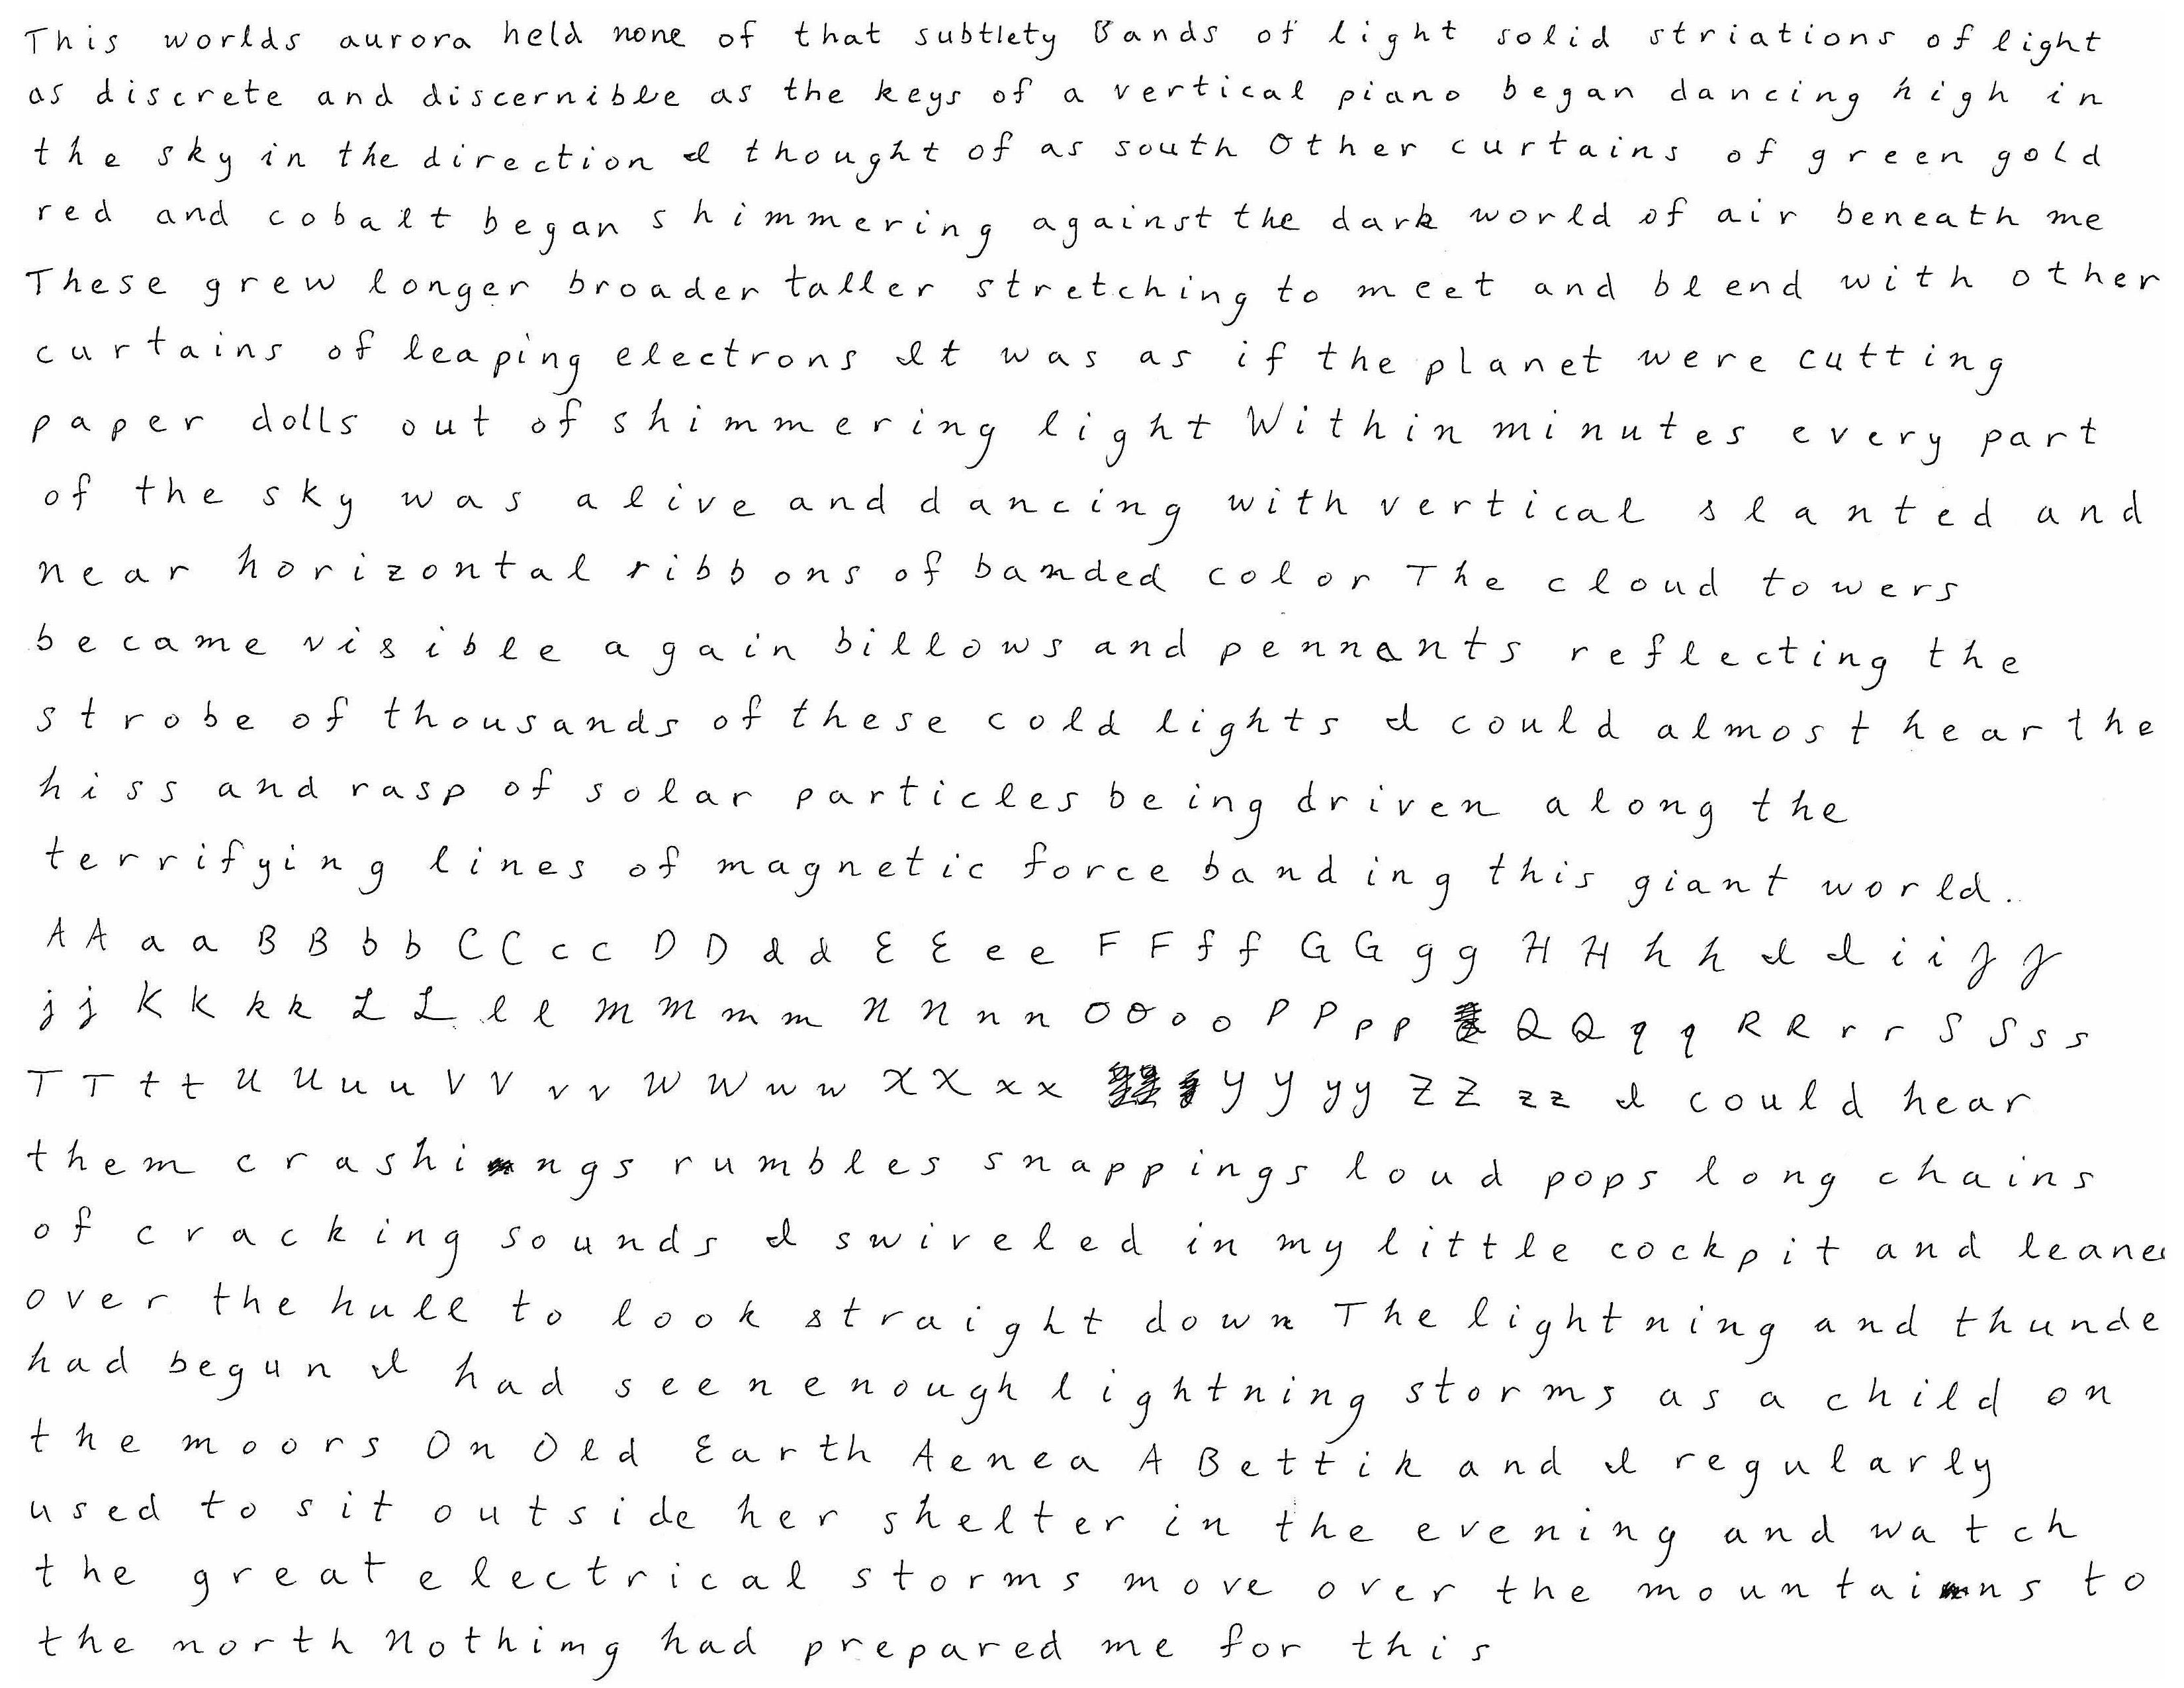 This worlds aurora held none of that subtlety Bands of light solid striations of light
as discrete and discernible as the keys of a vertical piano began dancing high in
the sky in the direction I thought of as south Other curtains of green gold
red and cobalt began shimmering against the dark world of air beneath me
These grew longer broader taller stretching to meet and blend with other
curtains of leaping electrons It was as if the planet were cutting
paper dolls out of shimmering light Within minutes every part
of the sky was alive and dancing with vertical slanted and
near horizontal ribbons of banded color The cloud towers
became visible again billows and pennants reflecting the
strobe of thousands of these cold lights I could almost hear the
hiss and rasp of solar particles being driven along the
terrifying lines of magnetic force banding this giant world.
A A a a B B b b C C c c D D d d E E e e F F f f G G g g H H h h I I i i J J
j j K K k k L L l l M M m m N N n n O O o o P P p p Q Q q q R R r r S S s s
T T t t U U u u V V v v W W w w X X x x Y Y y y Z Z z z I could hear
them crashings rumbles snappings loud pops long chains
of cracking sounds I swiveled in my little cockpit and leane
over the hull to look straight down The lightning and thunde
had begun I had seen enough lightning storms as a child on
the moors On Old Earth Aenea A Bettik and I regularly
used to sit outside her shelter in the evening and watch
the great electrical storms move over the mountains to
the north Nothimg had prepared me for this